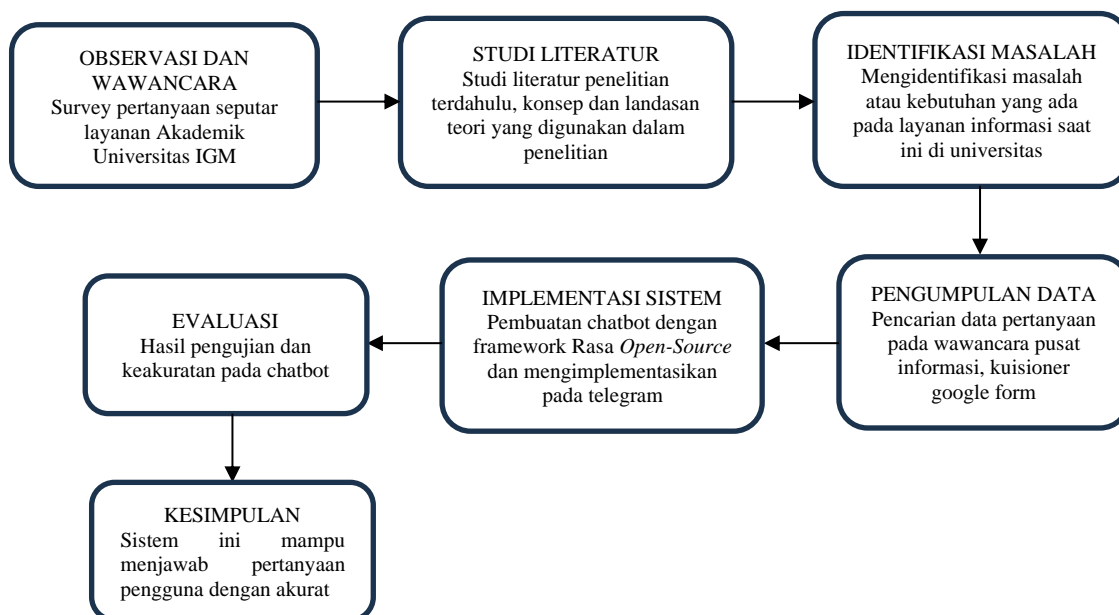 OBSERVASI DAN
WAWANCARA
Survey pertanyaan seputar
layanan Akademik
Universitas IGM
STUDI LITERATUR
Studi literatur penelitian
terdahulu, konsep dan landasan
teori yang digunakan dalam
penelitian
IDENTIFIKASI MASALAH
Mengidentifikasi masalah
atau kebutuhan yang ada
pada layanan informasi saat
ini di universitas
PENGUMPULAN DATA
Pencarian data pertanyaan
pada wawancara pusat
informasi, kuisioner
google form
IMPLEMENTASI SISTEM
Pembuatan chatbot dengan
framework Rasa Open-Source
dan mengimplementasikan
pada telegram
EVALUASI
Hasil pengujian dan
keakuratan pada chatbot
KESIMPULAN
Sistem ini mampu
menjawab pertanyaan
pengguna dengan akurat